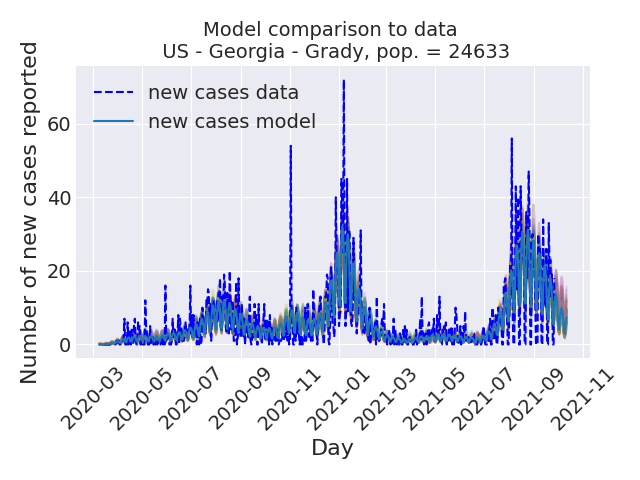 Model comparison to data
US - Georgia - Grady, pop. = 24633
new cases data
new cases model
Number of new cases reported
60
40
20
0
2020-03
2020-05
2020-07
2020-09
2020-11
2021-01
2021-03
2021-05
2021-07
2021-09
2021-11
Day